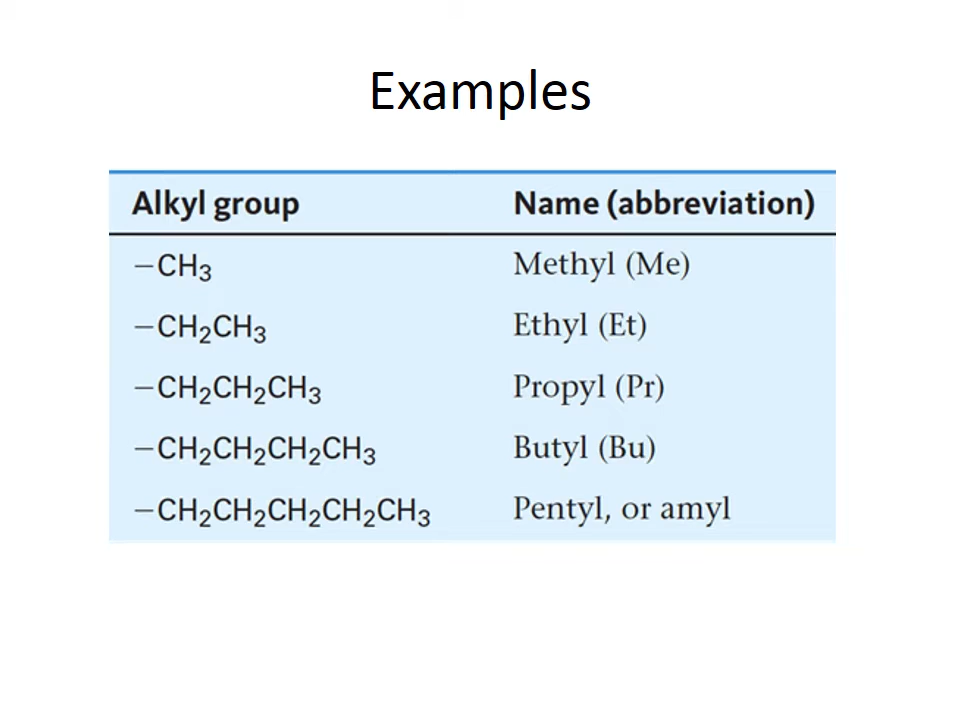 Examples
Alkyl group Name (abbreviation)
–CH₃ Methyl (Me)
–CH₂CH₃ Ethyl (Et)
–CH₂CH₂CH₃ Propyl (Pr)
–CH₂CH₂CH₂CH₃ Butyl (Bu)
–CH₂CH₂CH₂CH₂CH₃ Pentyl, or amyl